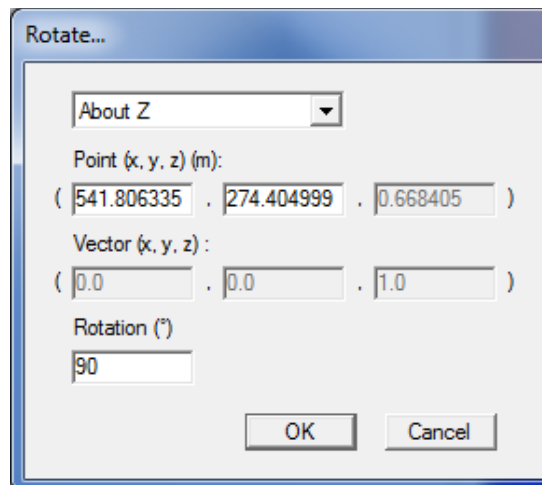 Rotate...
About Z
Point (x, y, z) (m):
( 541.806335 , 274.404999 , 0.668405 )
Vector (x, y, z) :
( 0.0 , 0.0 , 1.0 )
Rotation (°)
90
OK Cancel